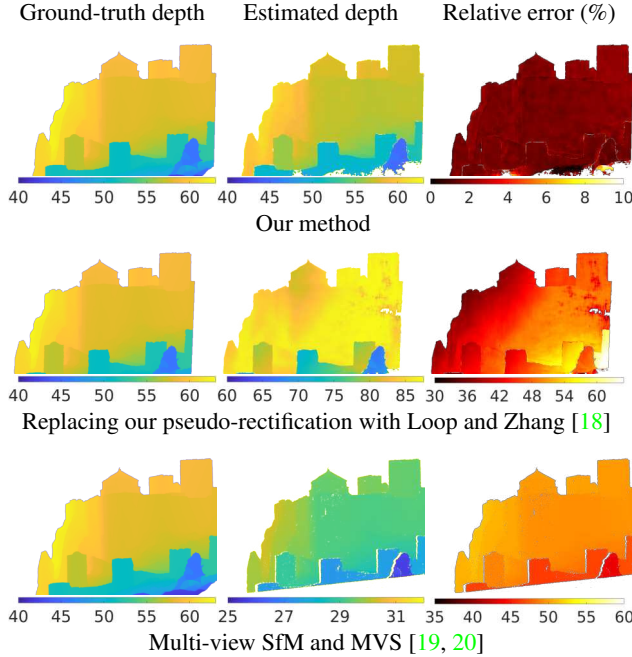 Ground-truth depth Estimated depth Relative error (%)
40 45 50 55 60 40 45 50 55 60 0 2 4 6 8 10
Our method
40 45 50 55 60 60 65 70 75 80 85 30 36 42 48 54 60
Replacing our pseudo-rectification with Loop and Zhang [18]
40 45 50 55 60 25 27 29 31 35 40 45 50 55 60
Multi-view SfM and MVS [19, 20]